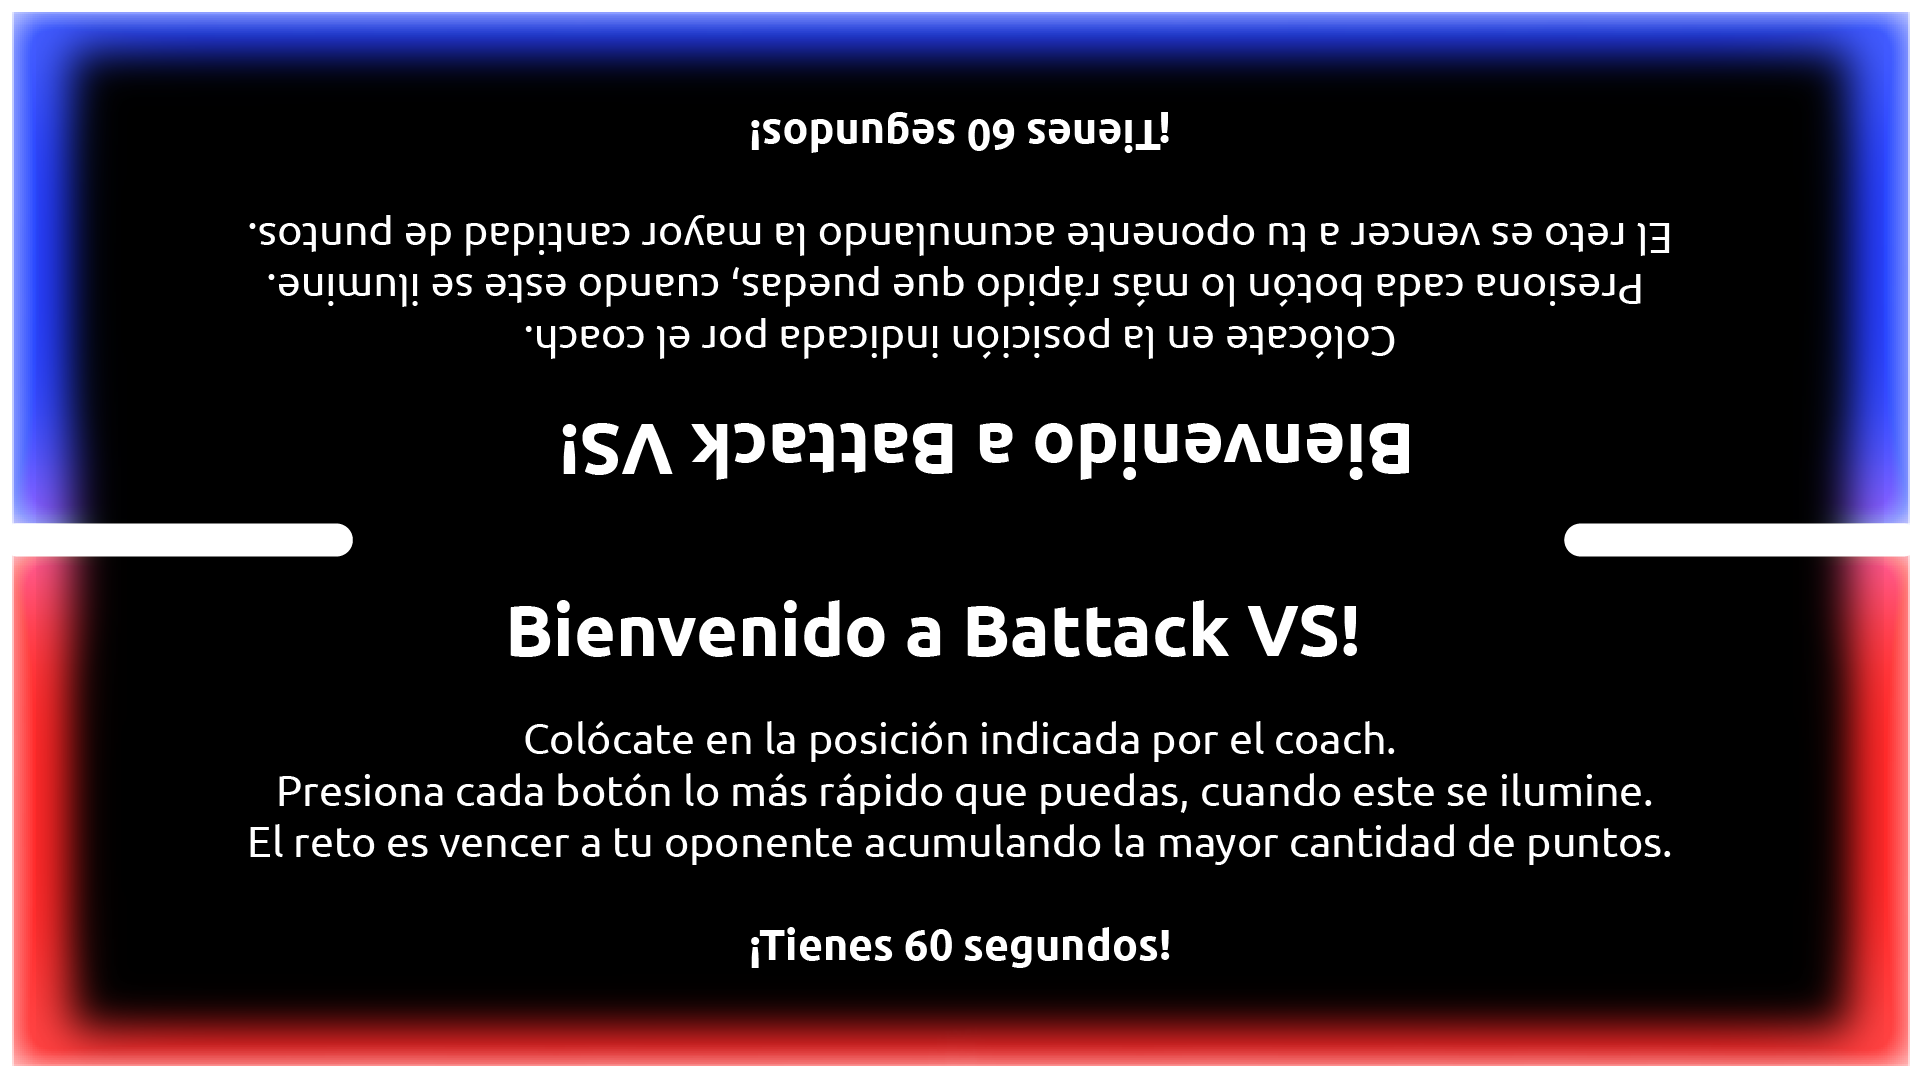 ¡Tienes 60 segundos!
El reto es vencer a tu oponente acumulando la mayor cantidad de puntos.
Presiona cada botón lo más rápido que puedas, cuando este se ilumine.
Colócate en la posición indicada por el coach.
Bienvenido a Battack VS!
Bienvenido a Battack VS!
Colócate en la posición indicada por el coach.
Presiona cada botón lo más rápido que puedas, cuando este se ilumine.
El reto es vencer a tu oponente acumulando la mayor cantidad de puntos.
¡Tienes 60 segundos!